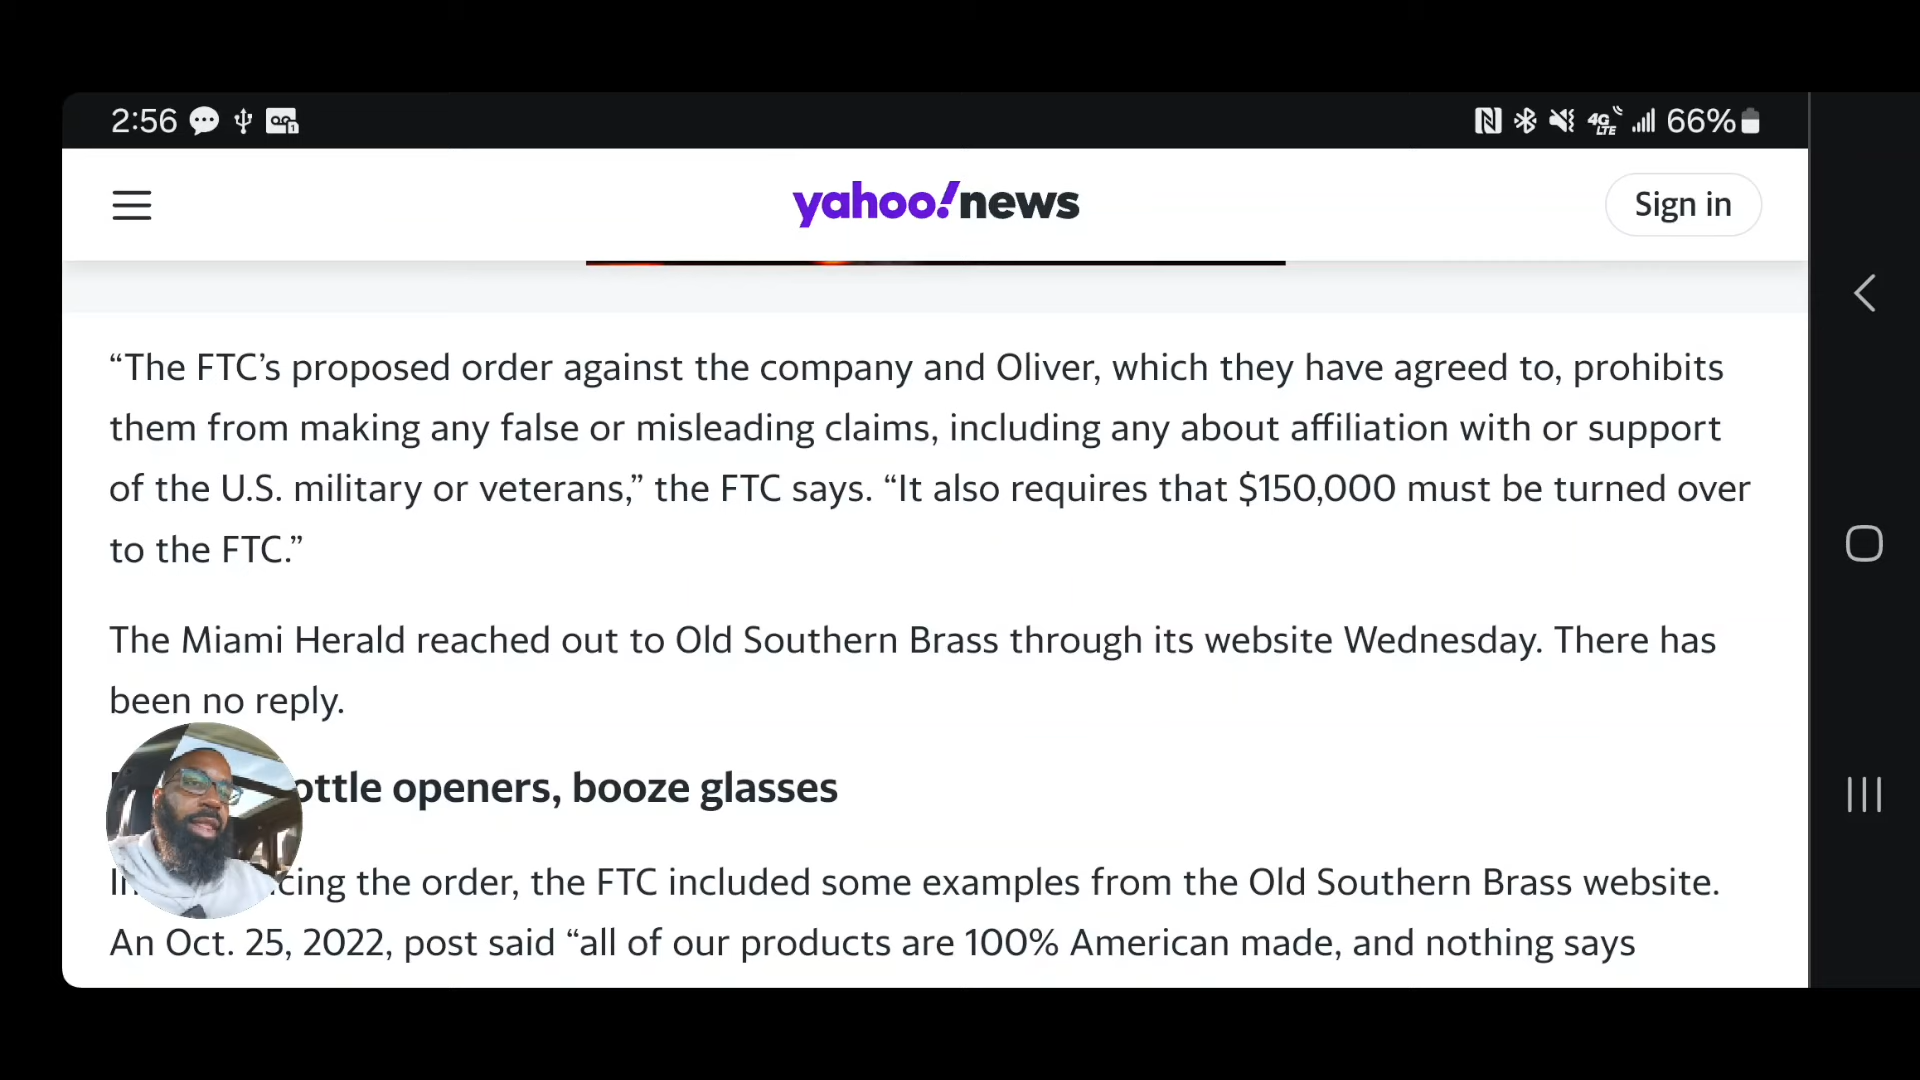 2:56
4G LTE 66%
yahoo!news
Sign in
“The FTC’s proposed order against the company and Oliver, which they have agreed to, prohibits
them from making any false or misleading claims, including any about affiliation with or support
of the U.S. military or veterans,” the FTC says. “It also requires that $150,000 must be turned over
to the FTC.”
The Miami Herald reached out to Old Southern Brass through its website Wednesday. There has
been no reply.
ottle openers, booze glasses
In cing the order, the FTC included some examples from the Old Southern Brass website.
An Oct. 25, 2022, post said “all of our products are 100% American made, and nothing says